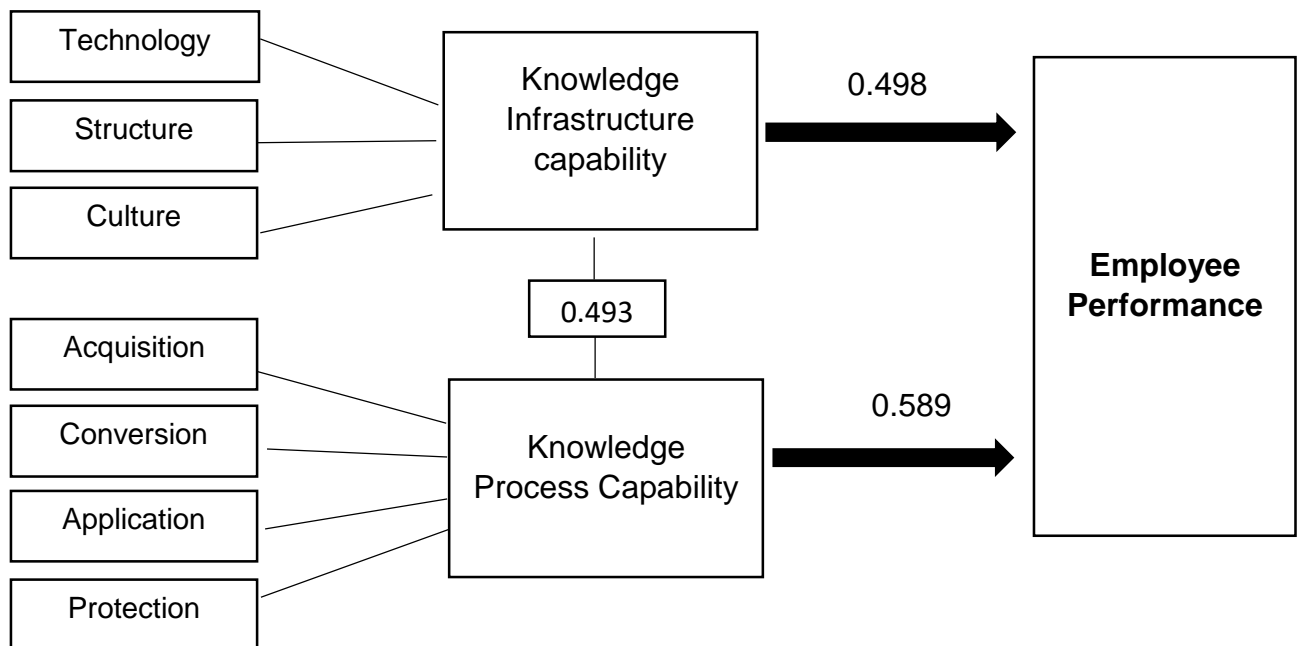 Technology
Structure
Culture
Knowledge
Infrastructure
capability
0.498
0.493
Acquisition
Conversion
Application
Protection
Knowledge
Process Capability
0.589
Employee
Performance